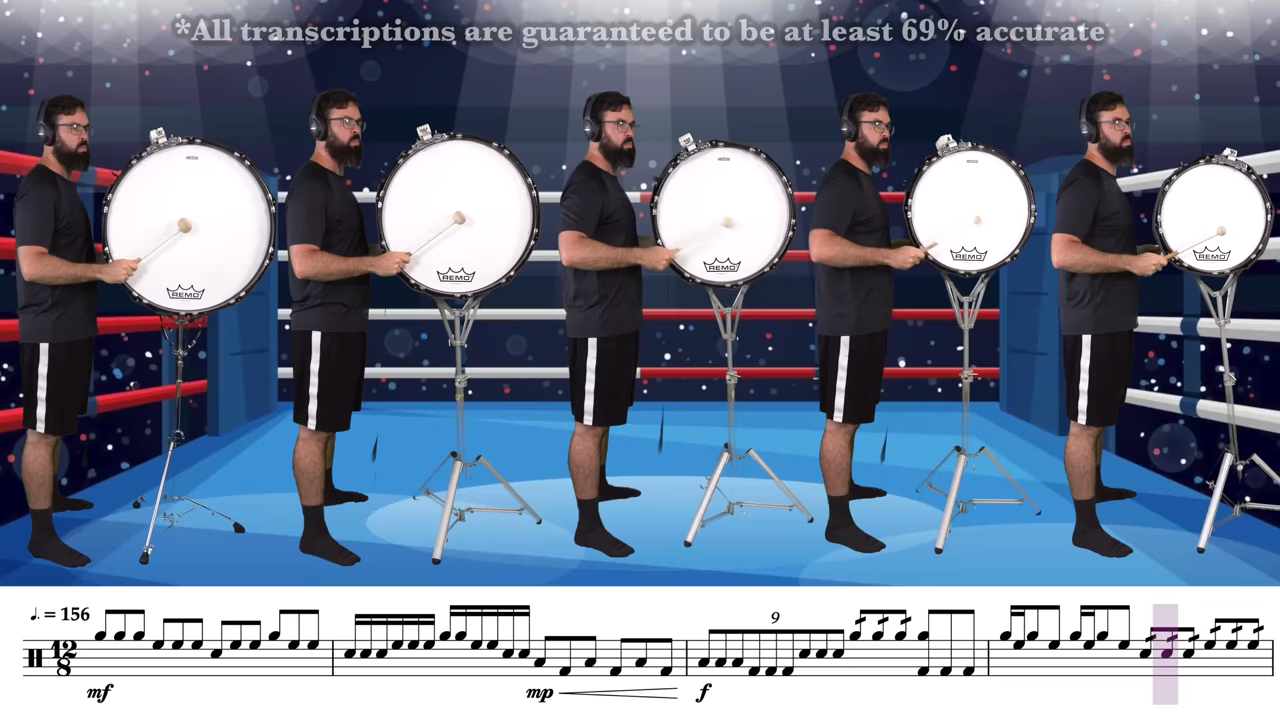 *All transcriptions are guaranteed to be at least 69% accurate
REMO
REMO
REMO
REMO
REMO
♩. = 156
9
12
8
mf
mp
f